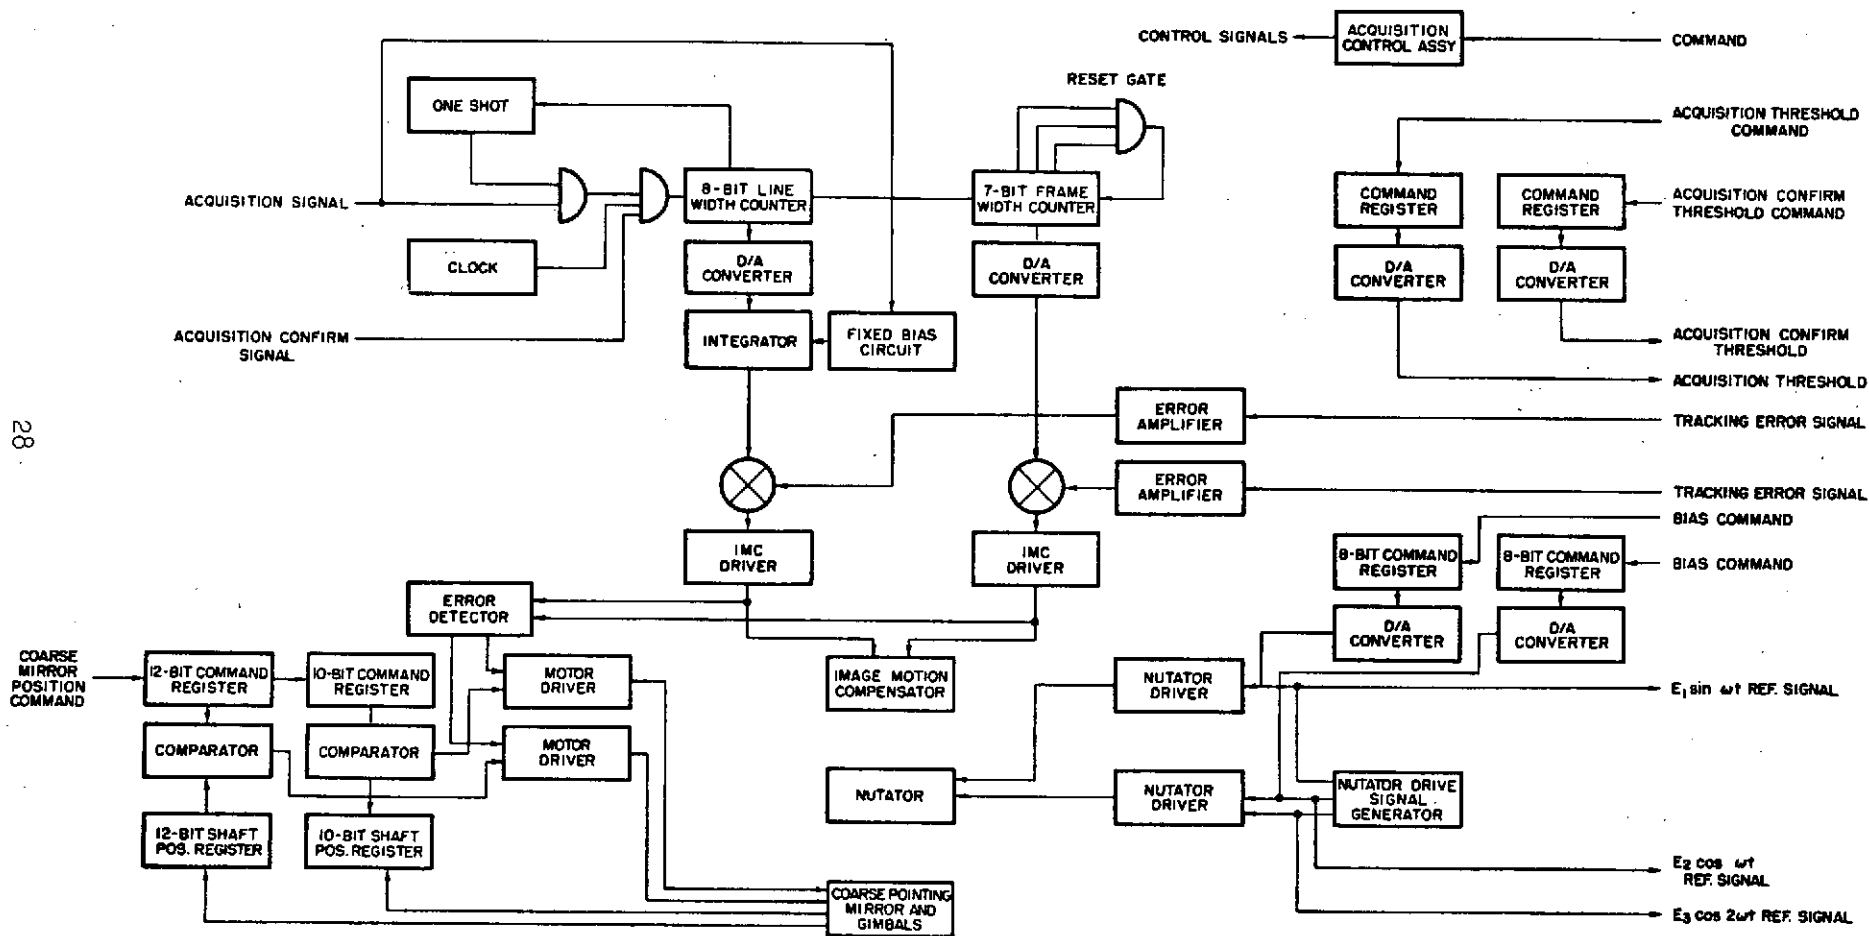 CONTROL SIGNALS
ACQUISITION
CONTROL ASSY
COMMAND
RESET GATE
ONE SHOT
ACQUISITION THRESHOLD
COMMAND
ACQUISITION SIGNAL
8-BIT LINE
WIDTH COUNTER
7-BIT FRAME
WIDTH COUNTER
COMMAND
REGISTER
COMMAND
REGISTER
ACQUISITION CONFIRM
THRESHOLD COMMAND
CLOCK
D/A
CONVERTER
D/A
CONVERTER
D/A
CONVERTER
D/A
CONVERTER
ACQUISITION CONFIRM
SIGNAL
INTEGRATOR
FIXED BIAS
CIRCUIT
ACQUISITION CONFIRM
THRESHOLD
ACQUISITION THRESHOLD
ERROR
AMPLIFIER
TRACKING ERROR SIGNAL
28
ERROR
AMPLIFIER
TRACKING ERROR SIGNAL
BIAS COMMAND
IMC
DRIVER
IMC
DRIVER
8-BIT COMMAND
REGISTER
8-BIT COMMAND
REGISTER
BIAS COMMAND
ERROR
DETECTOR
D/A
CONVERTER
D/A
CONVERTER
COARSE
MIRROR
POSITION
COMMAND
12-BIT COMMAND
REGISTER
10-BIT COMMAND
REGISTER
MOTOR
DRIVER
IMAGE MOTION
COMPENSATOR
NUTATOR
DRIVER
E1 sin ωt REF. SIGNAL
COMPARATOR
COMPARATOR
MOTOR
DRIVER
NUTATOR
NUTATOR
DRIVER
NUTATOR DRIVE
SIGNAL
GENERATOR
12-BIT SHAFT
POS. REGISTER
10-BIT SHAFT
POS. REGISTER
E2 cos ωt
REF. SIGNAL
COARSE POINTING
MIRROR AND
GIMBALS
E3 cos 2ωt REF. SIGNAL